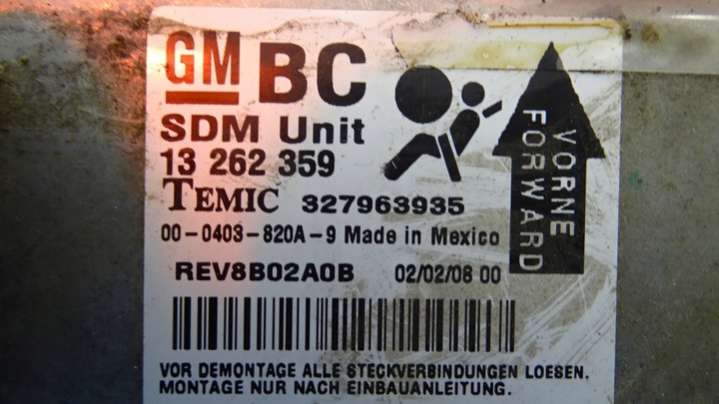 GM BC
SDM Unit
13 262 359
TEMIC 327963935
00-0403-820A-9 Made in Mexico
REV8B02A0B 02/02/08 00
VORNE
FORWARD
VOR DEMONTAGE ALLE STECKVERBINDUNGEN LOESEN.
MONTAGE NUR NACH EINBAUANLEITUNG.